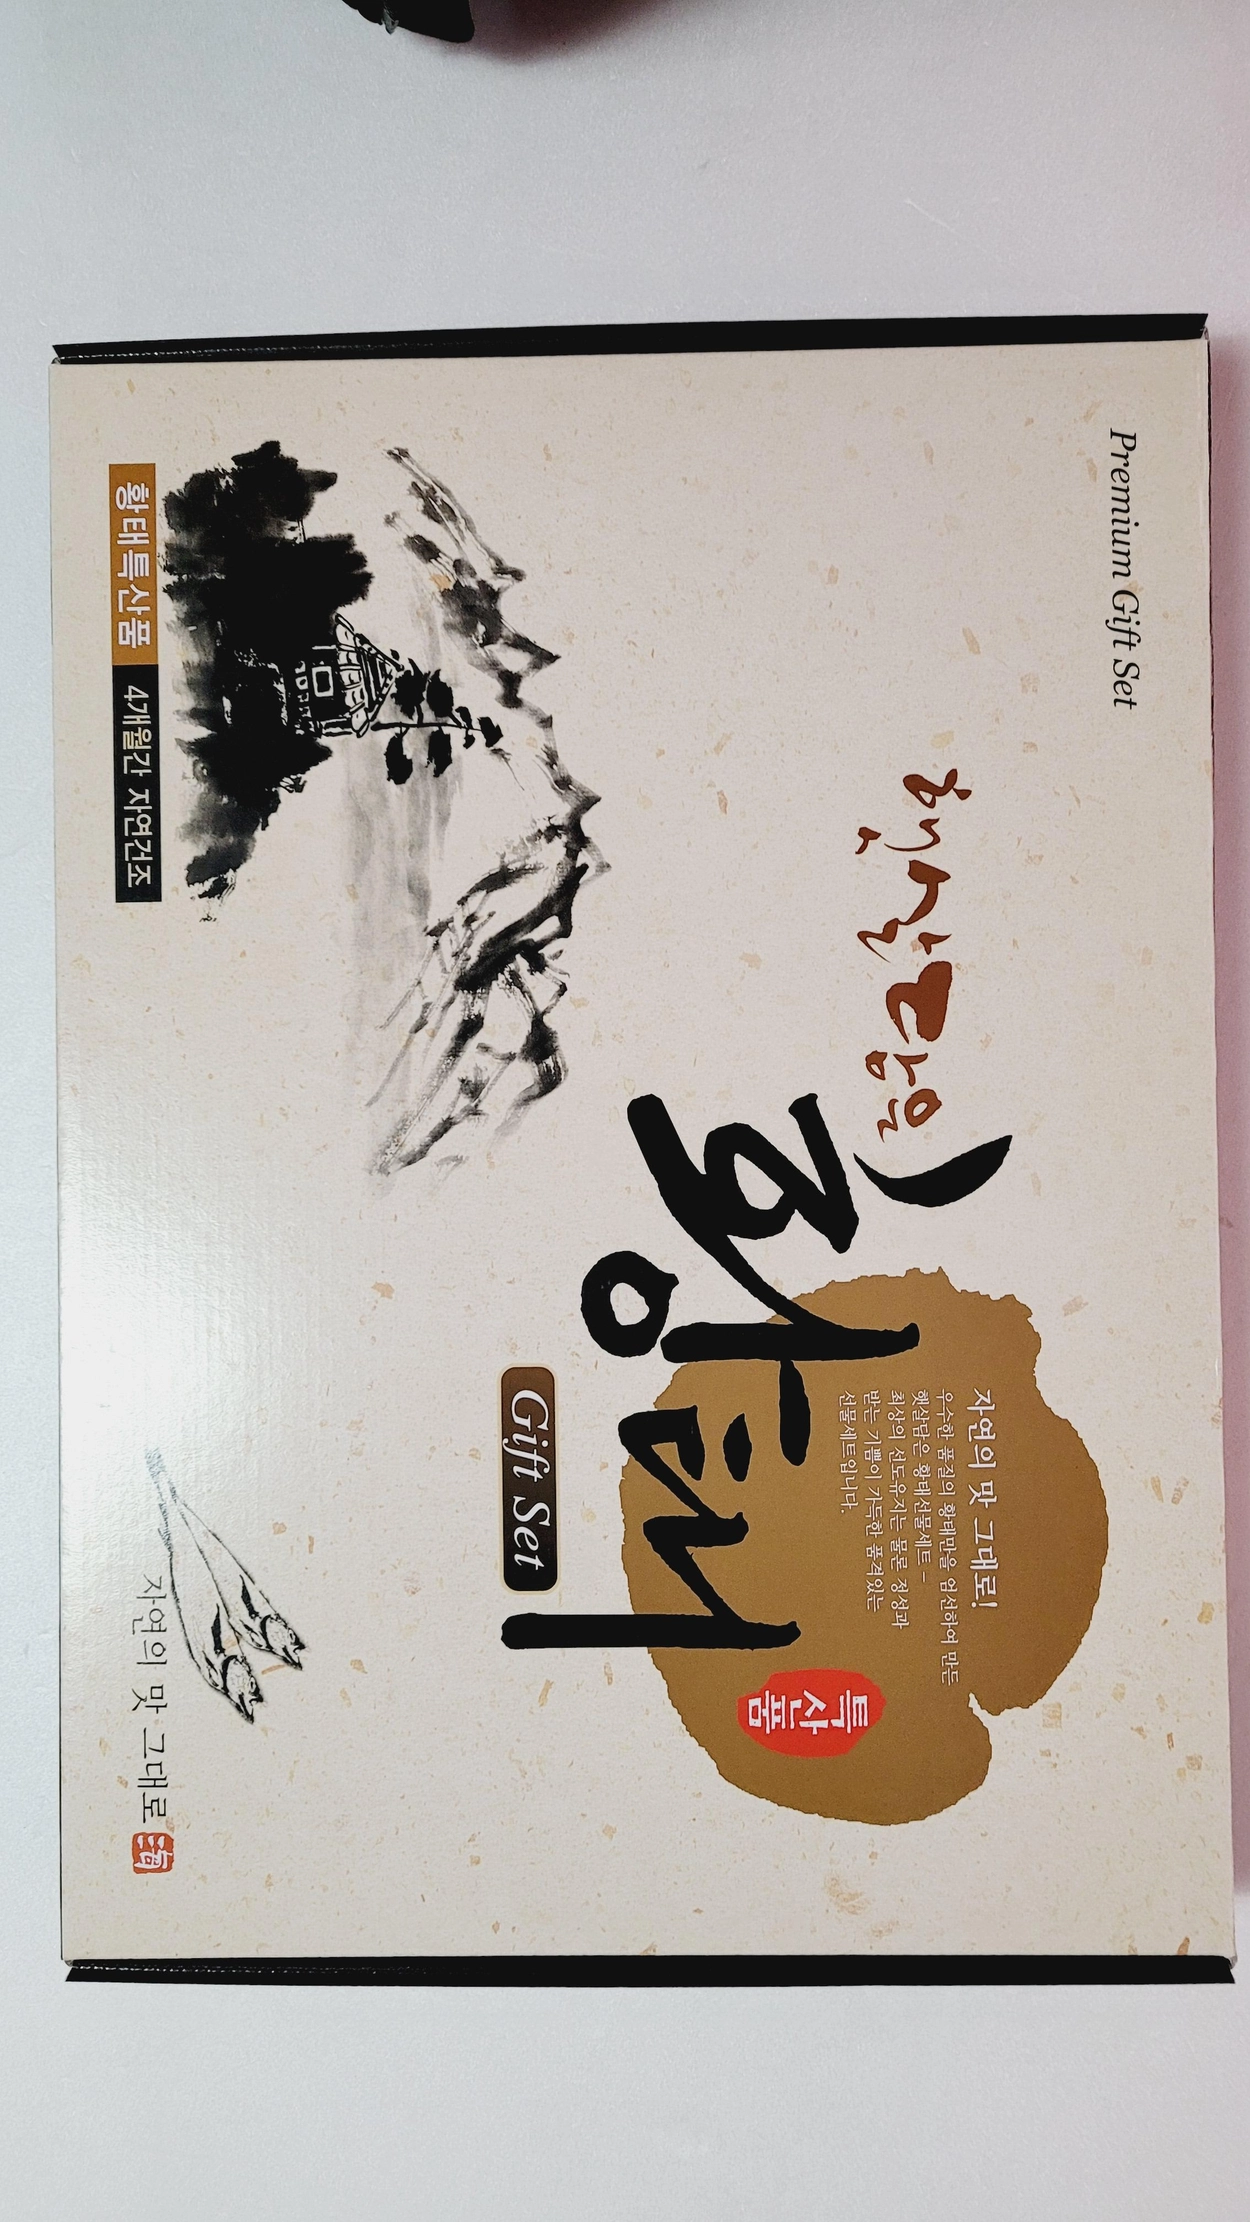 Premium Gift Set
햇살담은
황태
Gift Set
자연의 맛 그대로!
우수한 품질의 황태만을 엄선하여 만든
햇살담은 황태선물세트 –
최상의 선도유지는 물론 정성과
받는 기쁨이 가득한 품격있는
선물세트입니다.
특산품
황태특산품 4개월간 자연건조
자연의 맛 그대로